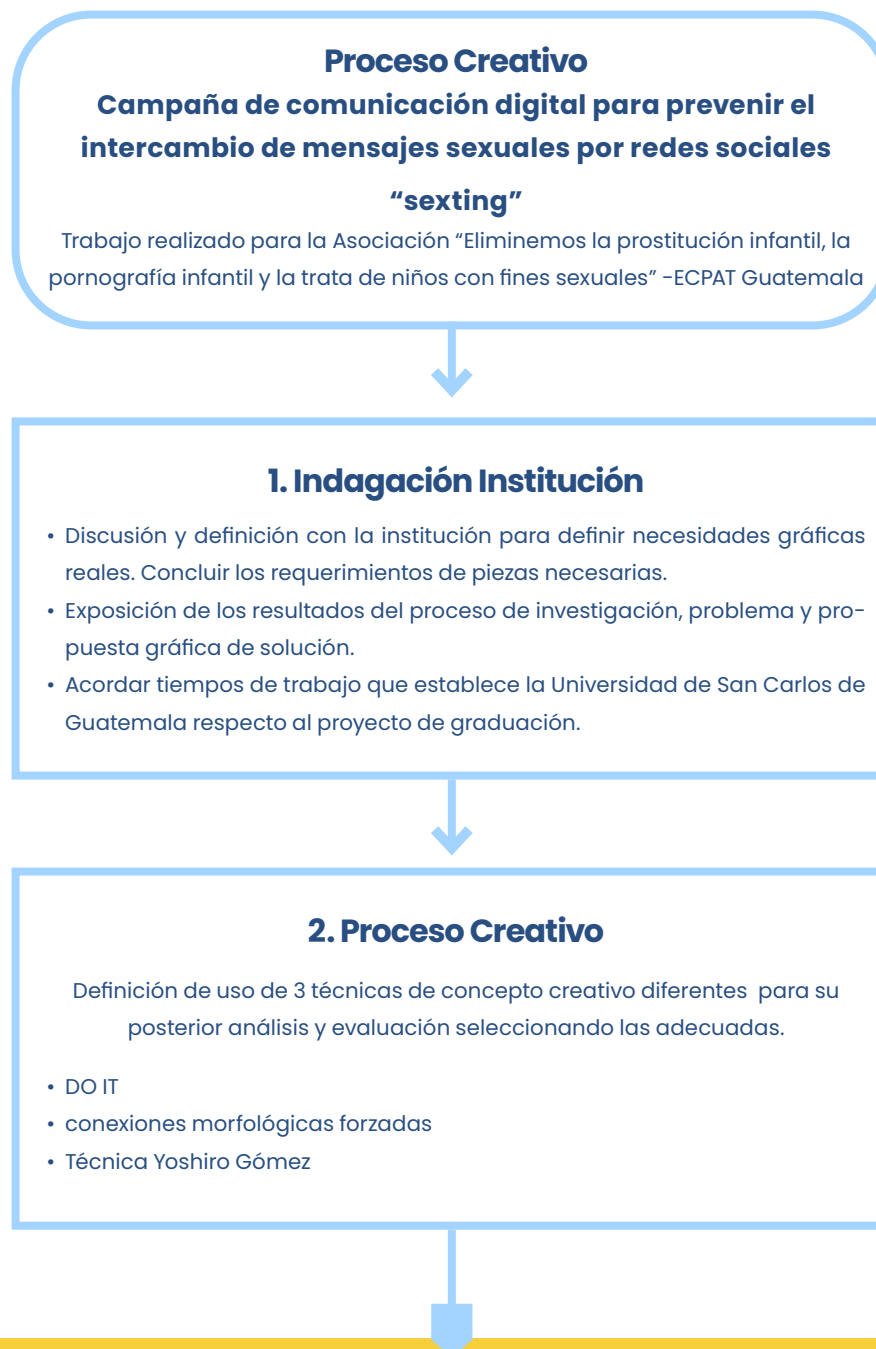 Proceso Creativo
Campaña de comunicación digital para prevenir el
intercambio de mensajes sexuales por redes sociales
“sexting”
Trabajo realizado para la Asociación “Eliminemos la prostitución infantil, la
pornografía infantil y la trata de niños con fines sexuales” -ECPAT Guatemala
1. Indagación Institución
• Discusión y definición con la institución para definir necesidades gráficas
reales. Concluir los requerimientos de piezas necesarias.
• Exposición de los resultados del proceso de investigación, problema y pro-
puesta gráfica de solución.
• Acordar tiempos de trabajo que establece la Universidad de San Carlos de
Guatemala respecto al proyecto de graduación.
2. Proceso Creativo
Definición de uso de 3 técnicas de concepto creativo diferentes  para su
posterior análisis y evaluación seleccionando las adecuadas.
• DO IT
• conexiones morfológicas forzadas
• Técnica Yoshiro Gómez